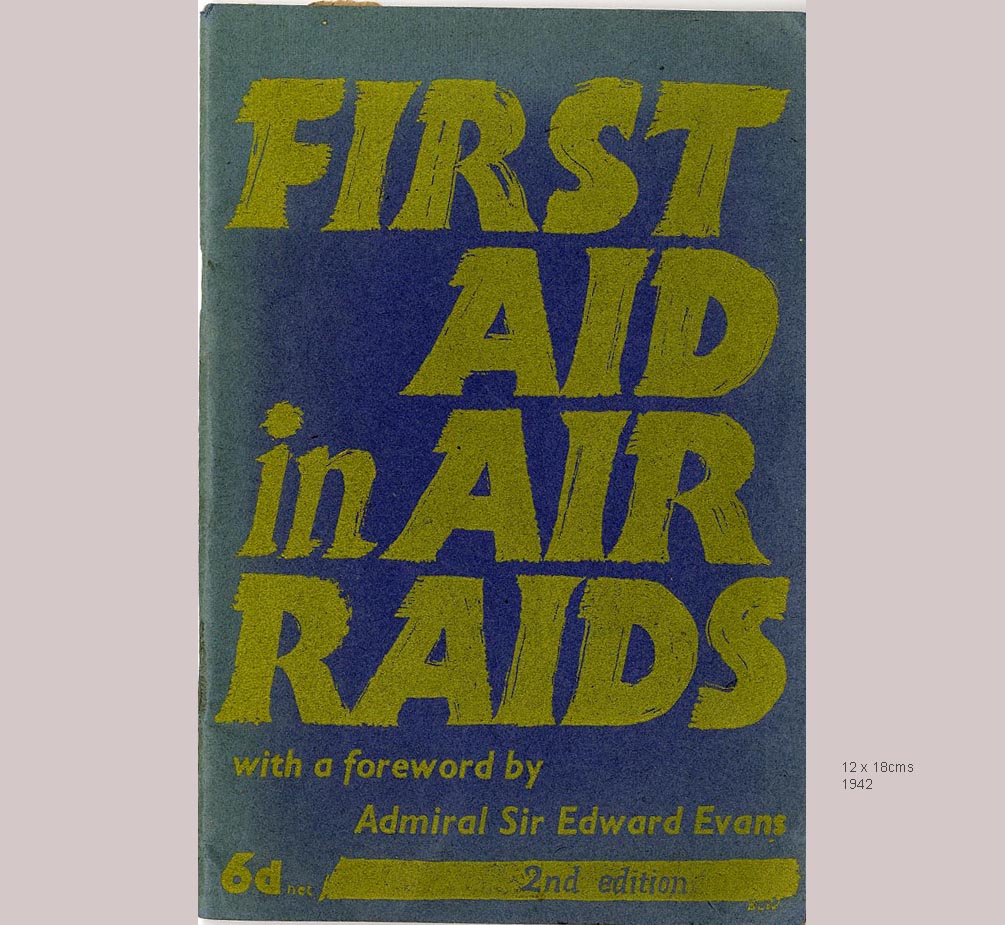 FIRST
AID
in AIR
RAIDS
with a foreword by
Admiral Sir Edward Evans
6d net
2nd edition
12 x 18cms
1942